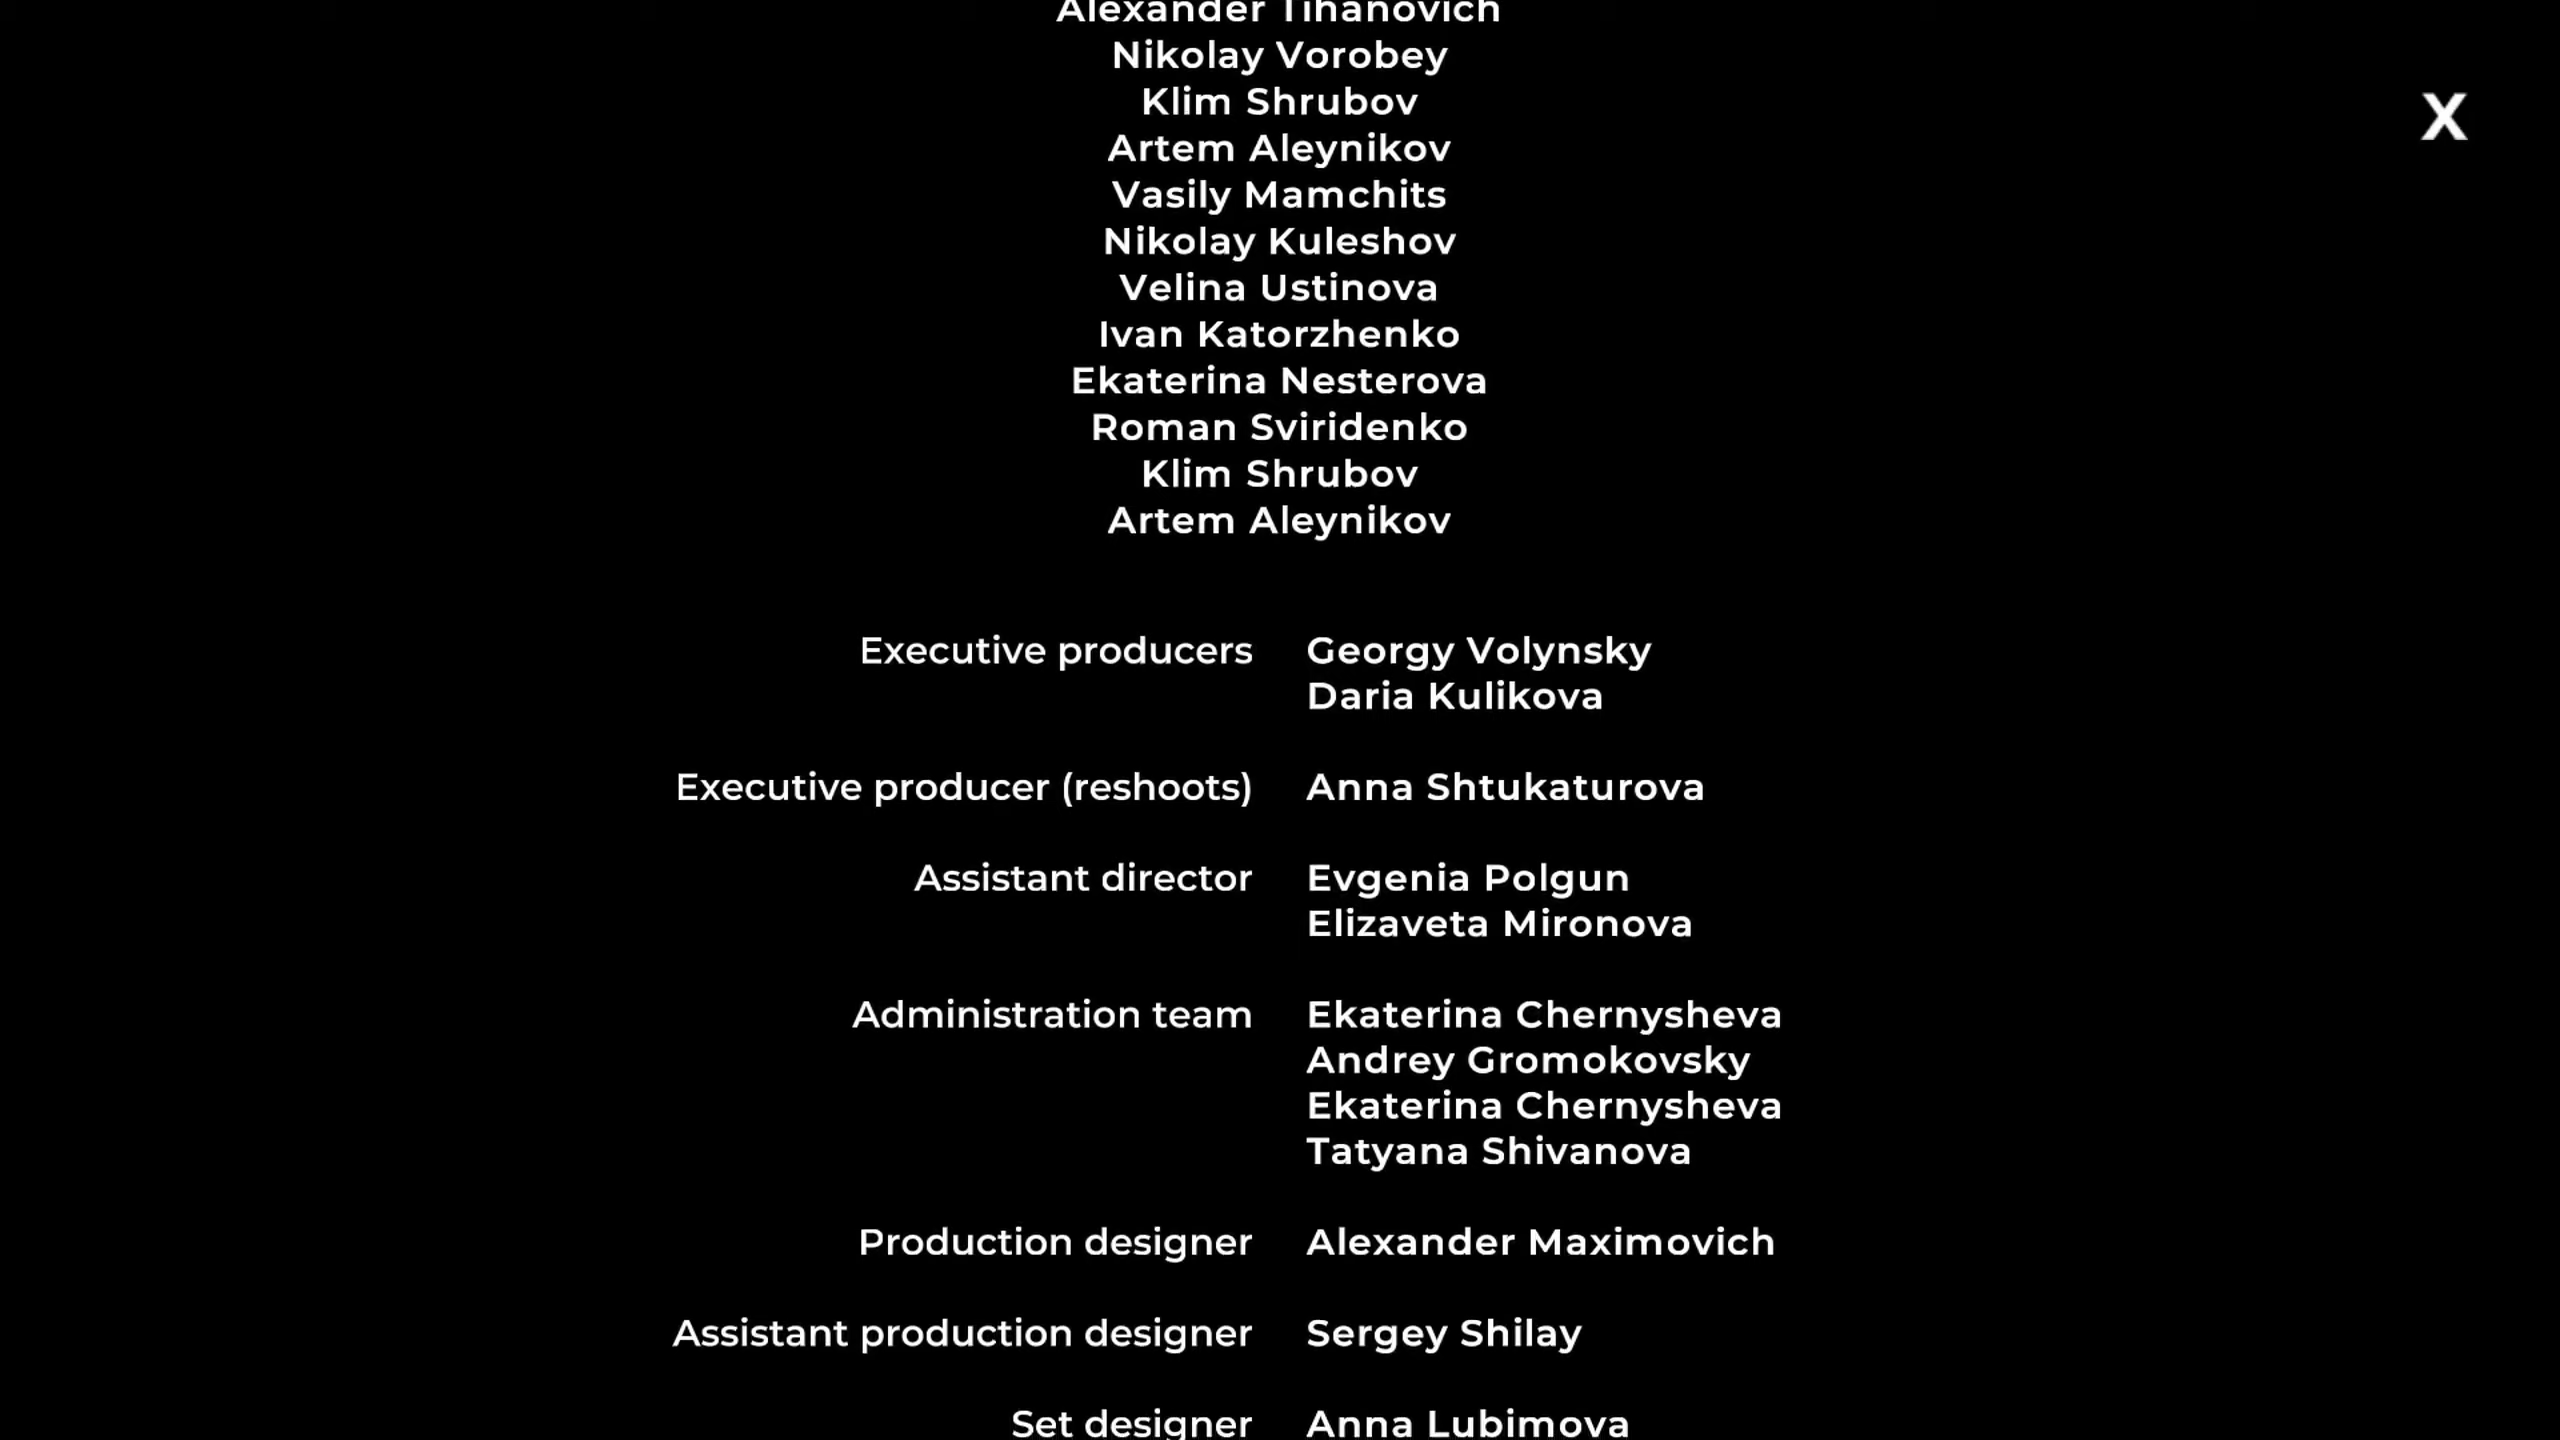 Alexander Tihanovich
Nikolay Vorobey
Klim Shrubov
X
Artem Aleynikov
Vasily Mamchits
Nikolay Kuleshov
Velina Ustinova
Ivan Katorzhenko
Ekaterina Nesterova
Roman Sviridenko
Klim Shrubov
Artem Aleynikov
Executive producers Georgy Volynsky
Daria Kulikova
Executive producer (reshoots) Anna Shtukaturova
Assistant director Evgenia Polgun
Elizaveta Mironova
Administration team Ekaterina Chernysheva
Andrey Gromokovsky
Ekaterina Chernysheva
Tatyana Shivanova
Production designer Alexander Maximovich
Assistant production designer Sergey Shilay
Set designer Anna Lubimova